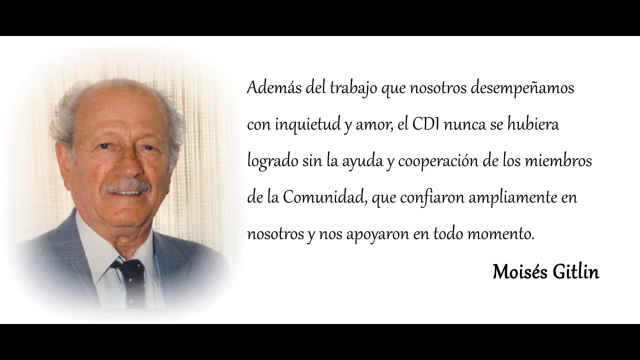 Además del trabajo que nosotros desempeñamos
con inquietud y amor, el CDI nunca se hubiera
logrado sin la ayuda y cooperación de los miembros
de la Comunidad, que confiaron ampliamente en
nosotros y nos apoyaron en todo momento.
Moisés Gitlin